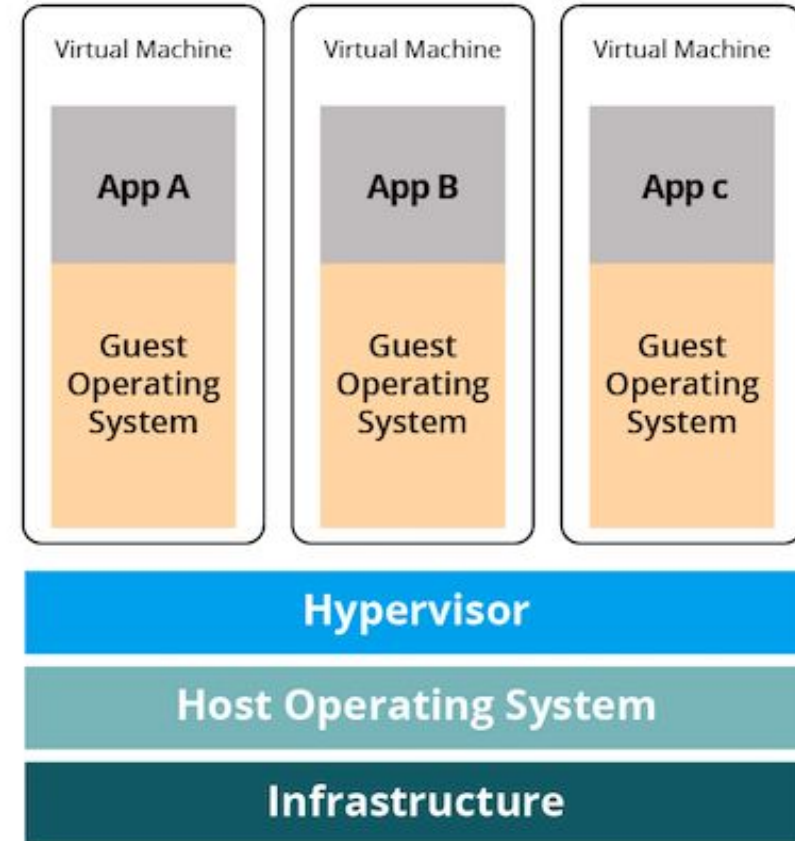 Virtual Machine
App A
Guest
Operating
System
Virtual Machine
App B
Guest
Operating
System
Virtual Machine
App c
Guest
Operating
System
Hypervisor
Host Operating System
Infrastructure